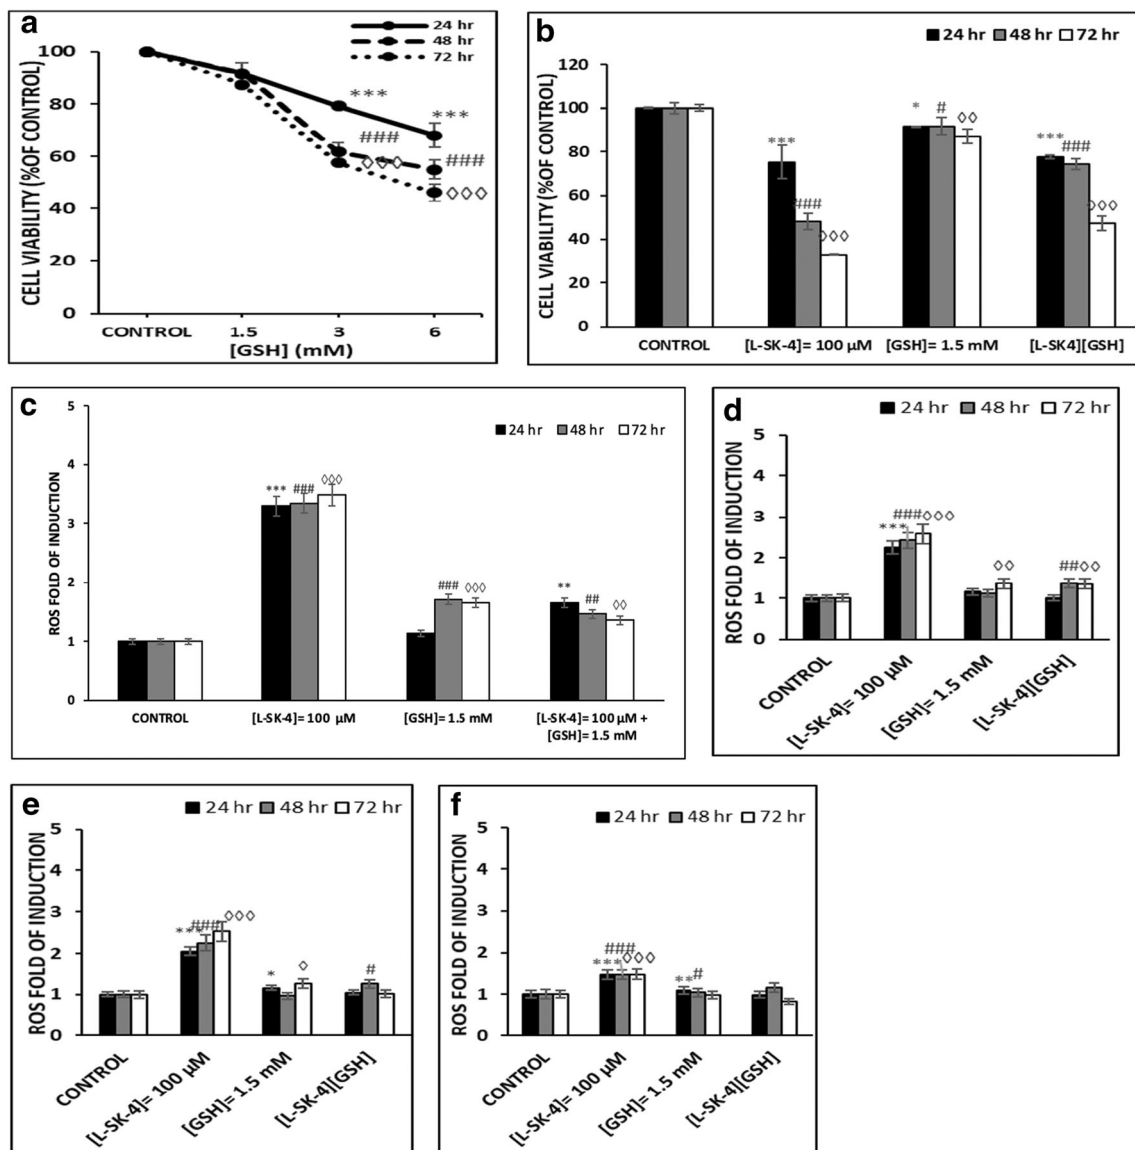 a
24 hr
48 hr
72 hr
CELL VIABILITY (%OF CONTROL)
100
80
60
40
20
0
***
***
###
###
◇◇◇
◇◇◇
CONTROL 1.5 3 6
[GSH] (mM)
b
24 hr 48 hr 72 hr
CELL VIABILITY (%OF CONTROL)
120
100
80
60
40
20
0
***
###
◇◇◇
*
#
◇◇
***
###
◇◇◇
CONTROL [L-SK-4]= 100 µM [GSH]= 1.5 mM [L-SK4][GSH]
c
24 hr 48 hr 72 hr
ROS FOLD OF INDUCTION
5
4
3
2
1
0
*** ### ◇◇◇
### ◇◇◇
** ## ◇◇
CONTROL [L-SK-4]= 100 µM [GSH]= 1.5 mM [L-SK-4]= 100 µM +
[GSH]= 1.5 mM
d
24 hr 48 hr 72 hr
ROS FOLD OF INDUCTION
5
4
3
2
1
0
*** ###◇◇◇
◇◇
##◇◇
CONTROL
[L-SK-4]= 100 µM
[GSH]= 1.5 mM
[L-SK-4][GSH]
e
24 hr 48 hr 72 hr
ROS FOLD OF INDUCTION
5
4
3
2
1
0
*** ### ◇◇◇
* ◇
#
CONTROL
[L-SK-4]= 100 µM
[GSH]= 1.5 mM
[L-SK-4][GSH]
f
24 hr 48 hr 72 hr
ROS FOLD OF INDUCTION
5
4
3
2
1
0
###
***◇◇◇
**#
CONTROL
[L-SK-4]= 100 µM
[GSH]= 1.5 mM
[L-SK-4][GSH]